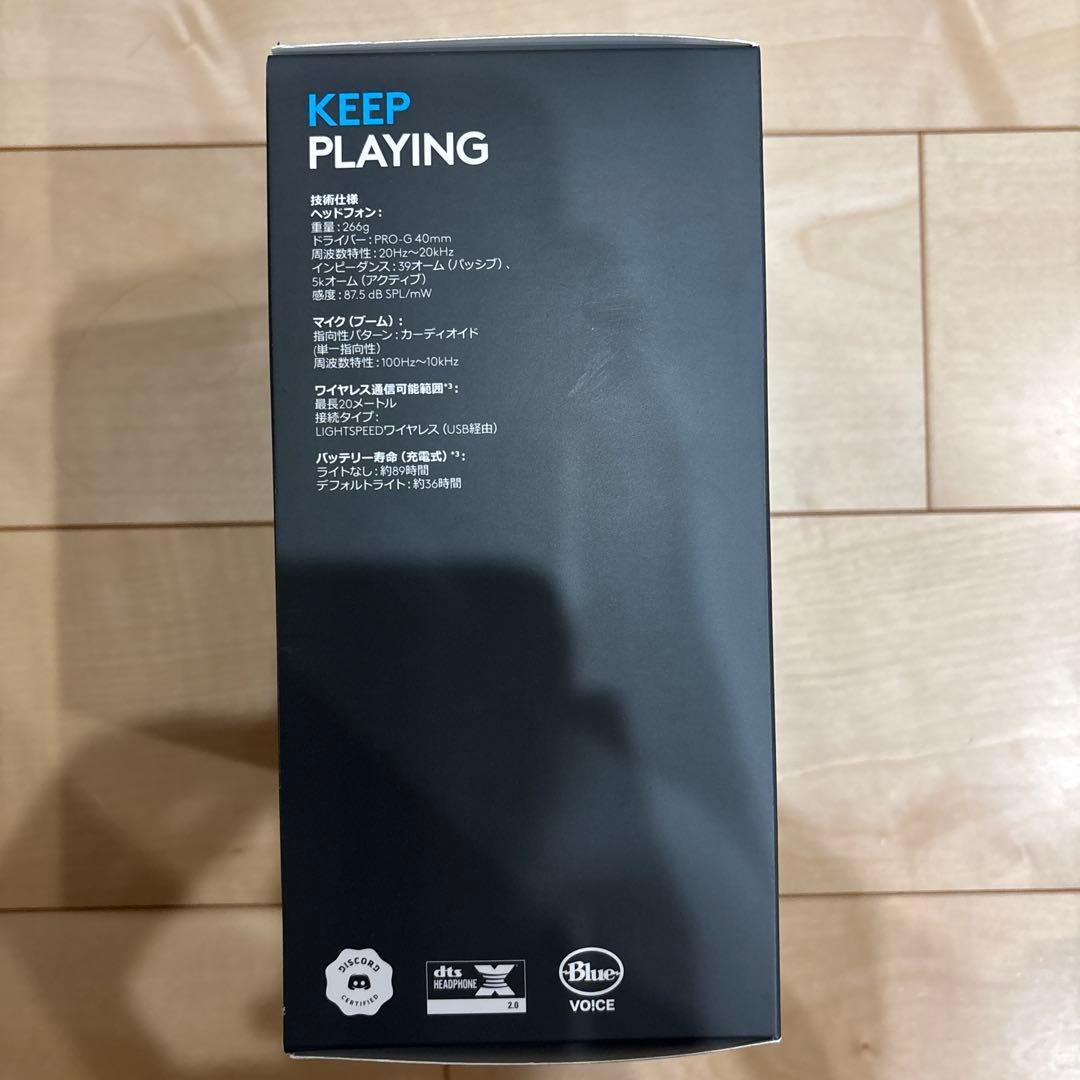 KEEP
PLAYING
技術仕様
ヘッドフォン：
重量：266g
ドライバー：PRO-G 40mm
周波数特性：20Hz～20kHz
インピーダンス：39オーム（パッシブ）、
5kオーム（アクティブ）
感度：87.5 dB SPL/mW
マイク（ブーム）：
指向性パターン：カーディオイド
(単一指向性）
周波数特性：100Hz～10kHz
ワイヤレス通信可能範囲*3：
最長20メートル
接続タイプ：
LIGHTSPEEDワイヤレス（USB経由）
バッテリー寿命（充電式）*3：
ライトなし：約89時間
デフォルトライト：約36時間
DISCORD
CERTIFIED
dts
HEADPHONE X
2.0
Blue
VO!CE